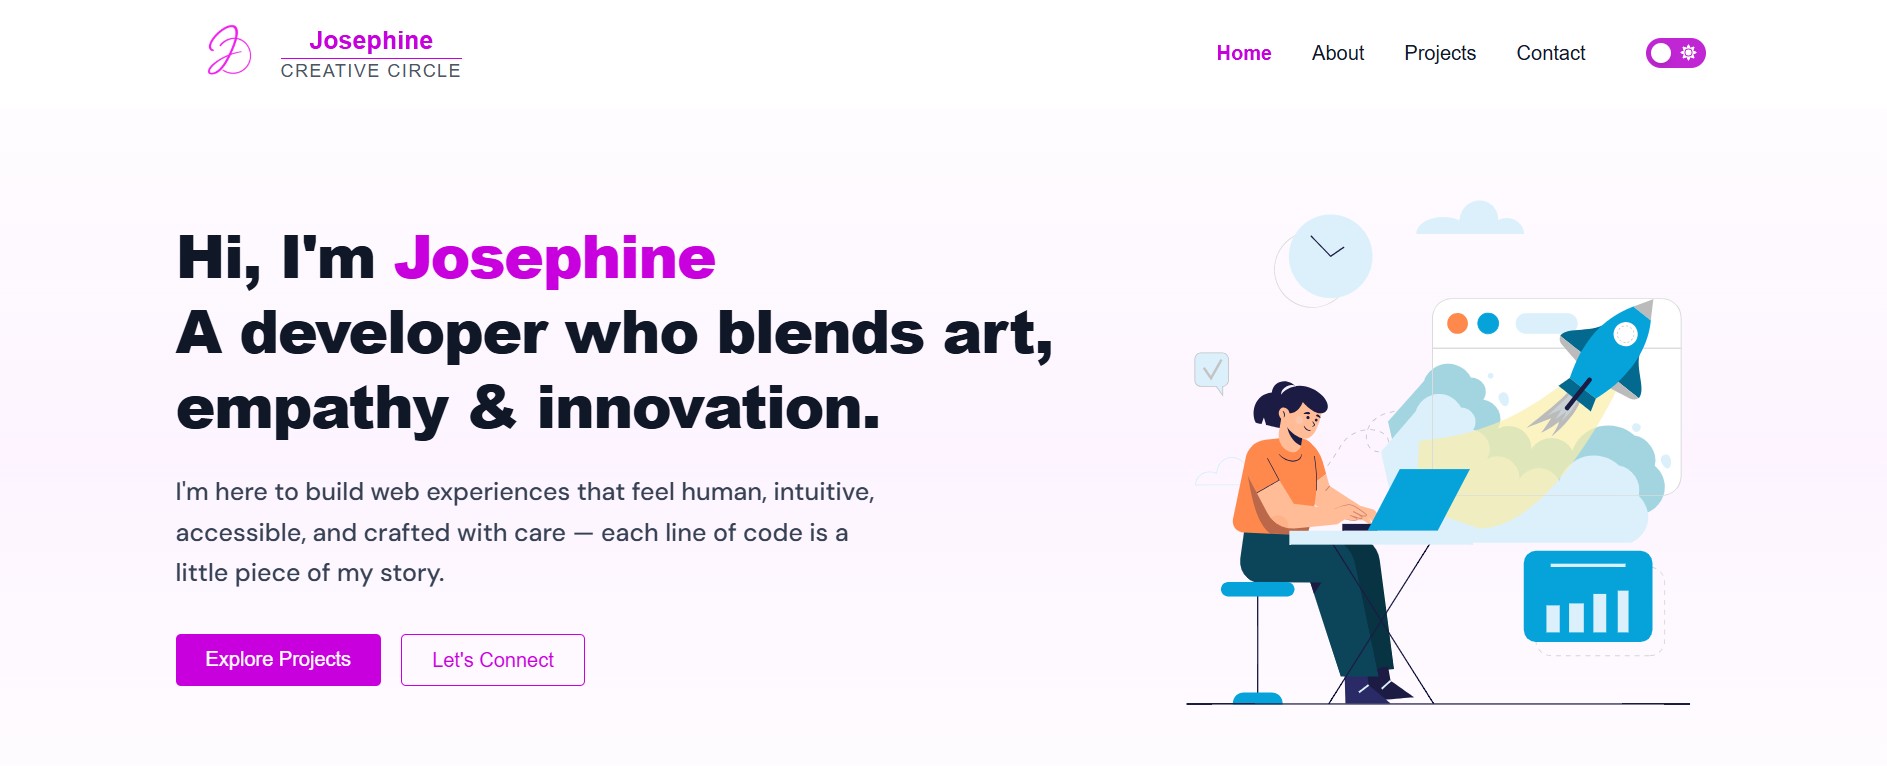 Josephine
CREATIVE CIRCLE
Home About Projects Contact
Hi, I'm Josephine
A developer who blends art,
empathy & innovation.
I'm here to build web experiences that feel human, intuitive,
accessible, and crafted with care — each line of code is a
little piece of my story.
Explore Projects Let's Connect